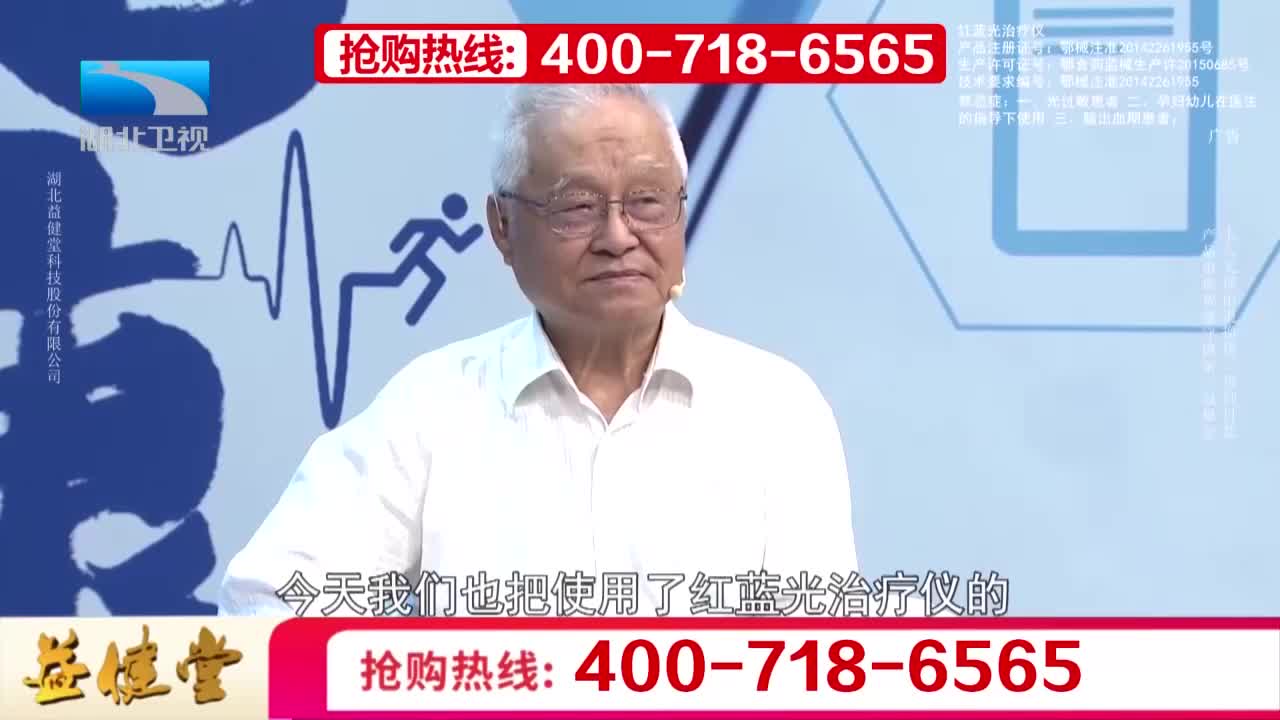 抢购热线: 400-718-6565
红蓝光治疗仪
产品注册证号：鄂械注准20142261955号
生产许可证号：鄂食药监械生产许20150685号
技术要求编号：鄂械注准20142261955
禁忌症：一、光过敏患者 二、孕妇幼儿在医生
的指导下使用 三、脑出血期患者；
广告
湖北卫视
湖北益健堂科技股份有限公司
今天我们也把使用了红蓝光治疗仪的
益健堂
抢购热线: 400-718-6565